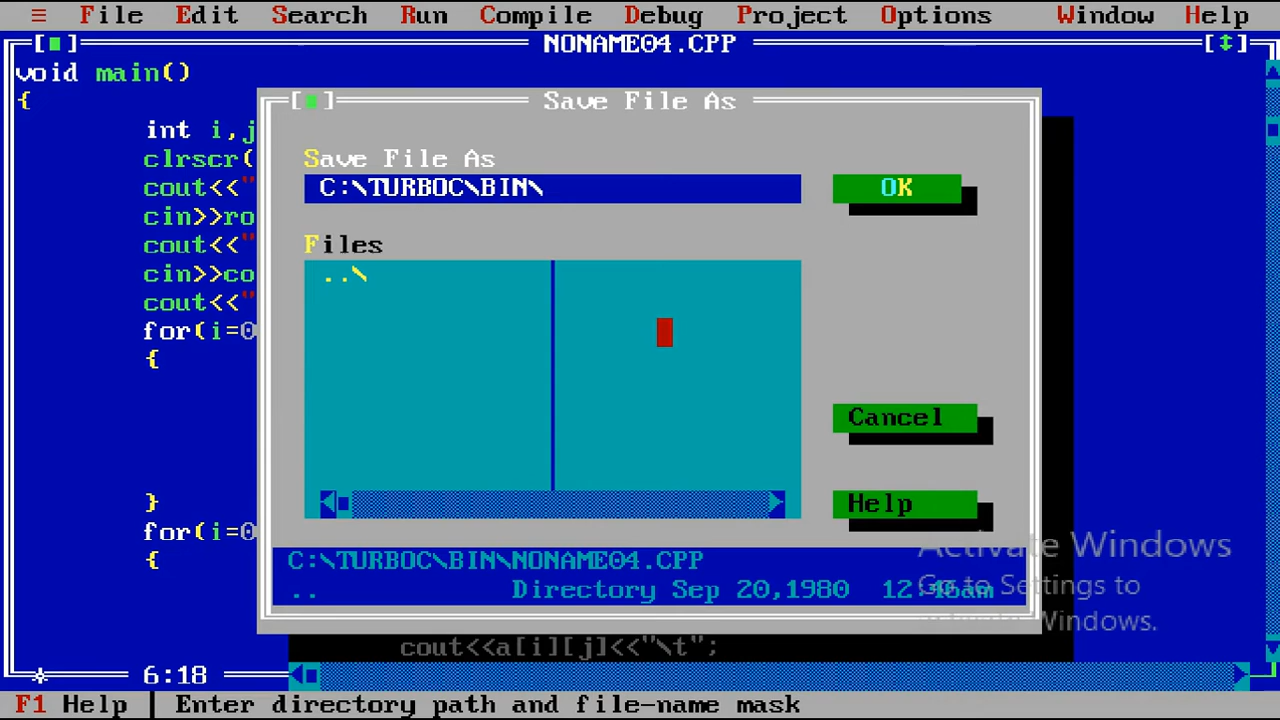 ≡ File Edit Search Run Compile Debug Project Options Window Help
[■] NONAME04.CPP [↕]
void main()
{
int i,j
clrscr(
cout<<"
cin>>ro
cout<<"
cin>>co
cout<<"
for(i=0
{
}
for(i=0
{
cout<<a[i][j]<<"\t";
[■] Save File As
Save File As
C:\TURBOC\BIN\
OK
Files
..\
Cancel
Help
C:\TURBOC\BIN\NONAME04.CPP
.. Directory Sep 20,1980 12:46am
Activate Windows
Go to Settings to
activate Windows.
6:18
F1 Help | Enter directory path and file-name mask